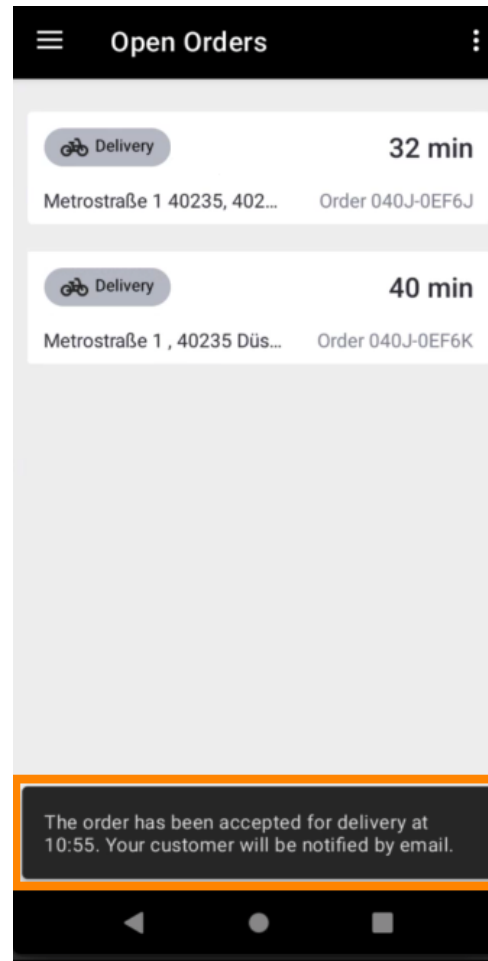 Open Orders
Delivery
32 min
Metrostraße 1 40235, 402...
Order 040J-0EF6J
Delivery
40 min
Metrostraße 1 , 40235 Düs...
Order 040J-0EF6K
The order has been accepted for delivery at
10:55. Your customer will be notified by email.